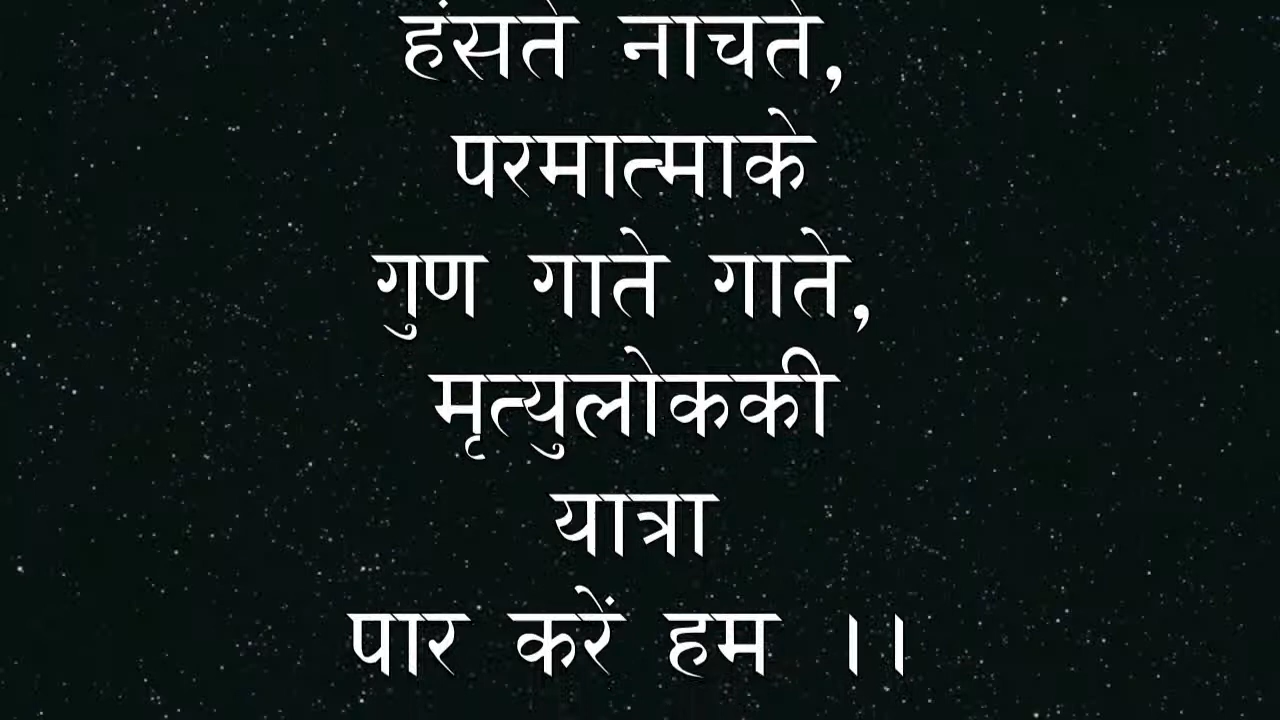 हंसते नाचते,
परमात्माके
गुण गाते गाते,
मृत्युलोककी
यात्रा
पार करें हम ।।